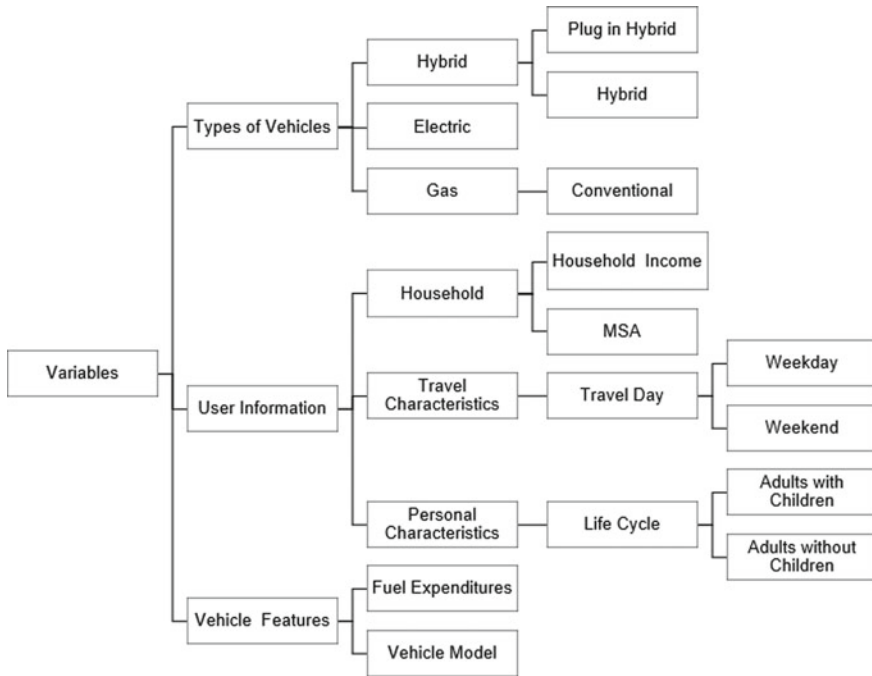 Plug in Hybrid
Hybrid
Hybrid
Types of Vehicles
Electric
Gas
Conventional
Household Income
Household
MSA
Variables
User Information
Travel
Characteristics
Travel Day
Weekday
Weekend
Personal
Characteristics
Life Cycle
Adults with
Children
Adults without
Children
Fuel Expenditures
Vehicle Features
Vehicle Model